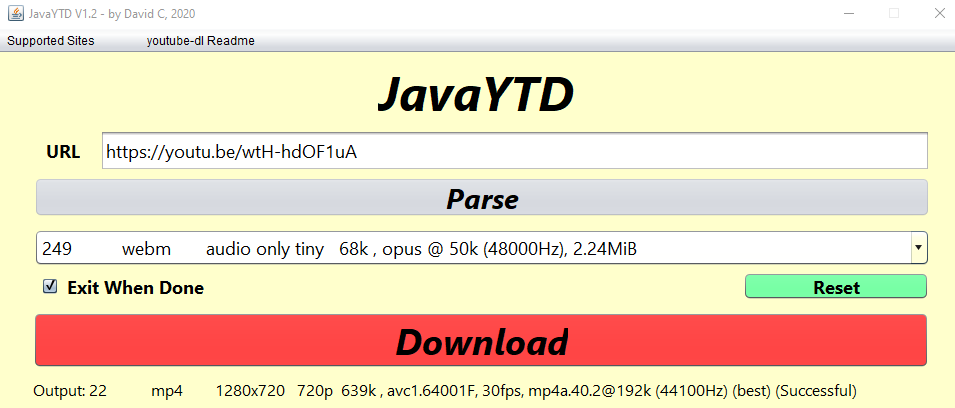 JavaYTD V1.2 - by David C, 2020
Supported Sites youtube-dl Readme
JavaYTD
URL https://youtu.be/wtH-hdOF1uA
Parse
249 webm audio only tiny 68k , opus @ 50k (48000Hz), 2.24MiB
Exit When Done Reset
Download
Output: 22 mp4 1280x720 720p 639k , avc1.64001F, 30fps, mp4a.40.2@192k (44100Hz) (best) (Successful)